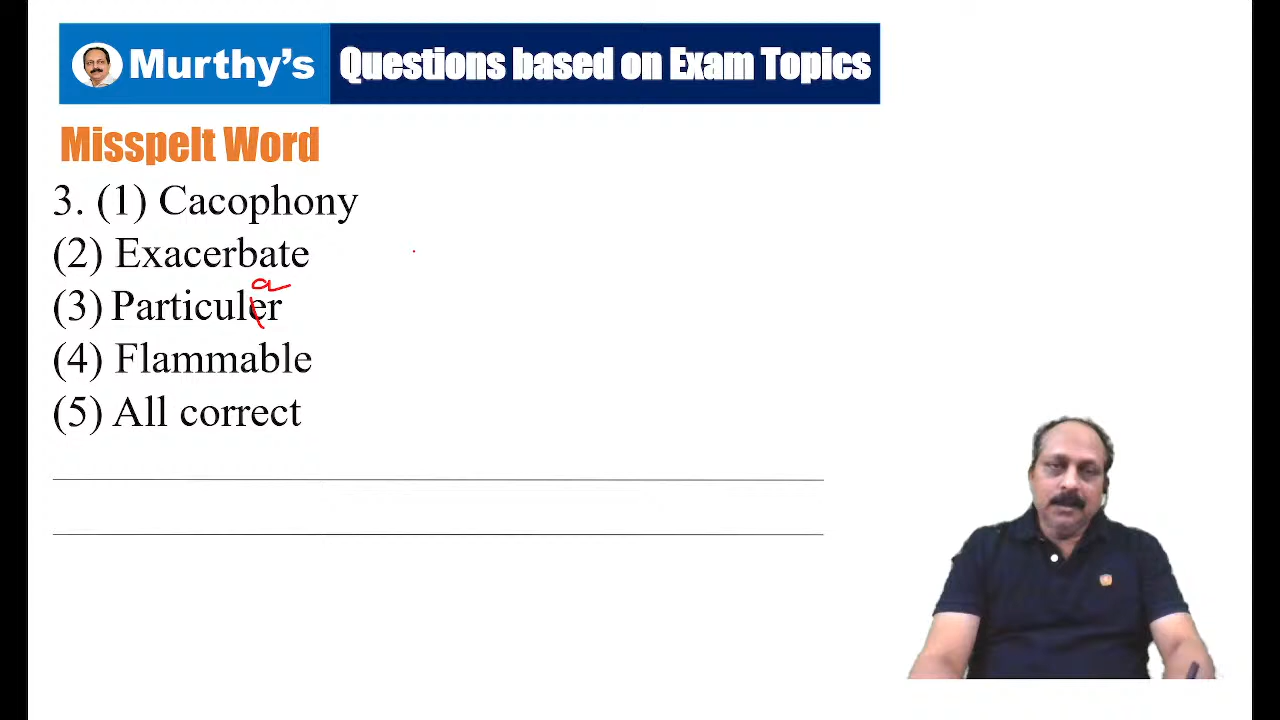 Murthy's Questions based on Exam Topics
Misspelt Word
3. (1) Cacophony
(2) Exacerbate
a
(3) Particuler
(4) Flammable
(5) All correct